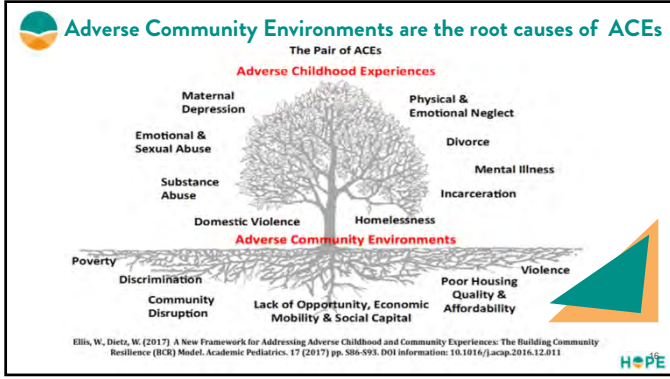 Adverse Community Environments are the root causes of ACEs
The Pair of ACEs
Adverse Childhood Experiences
Maternal
Depression
Physical &
Emotional Neglect
Emotional &
Sexual Abuse
Divorce
Mental Illness
Substance
Abuse
Incarceration
Domestic Violence
Homelessness
Adverse Community Environments
Poverty
Violence
Discrimination
Poor Housing
Quality &
Affordability
Community
Disruption
Lack of Opportunity, Economic
Mobility & Social Capital
Ellis, W., Dietz, W. (2017) A New Framework for Addressing Adverse Childhood and Community Experiences: The Building Community
Resilience (BCR) Model. Academic Pediatrics. 17 (2017) pp. S86-S93. DOI information: 10.1016/j.acap.2016.12.011
16
HOPE